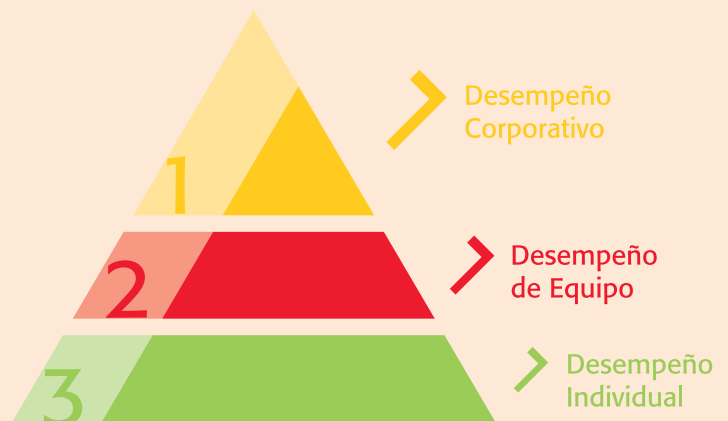 1
Desempeño
Corporativo
2
Desempeño
de Equipo
3
Desempeño
Individual